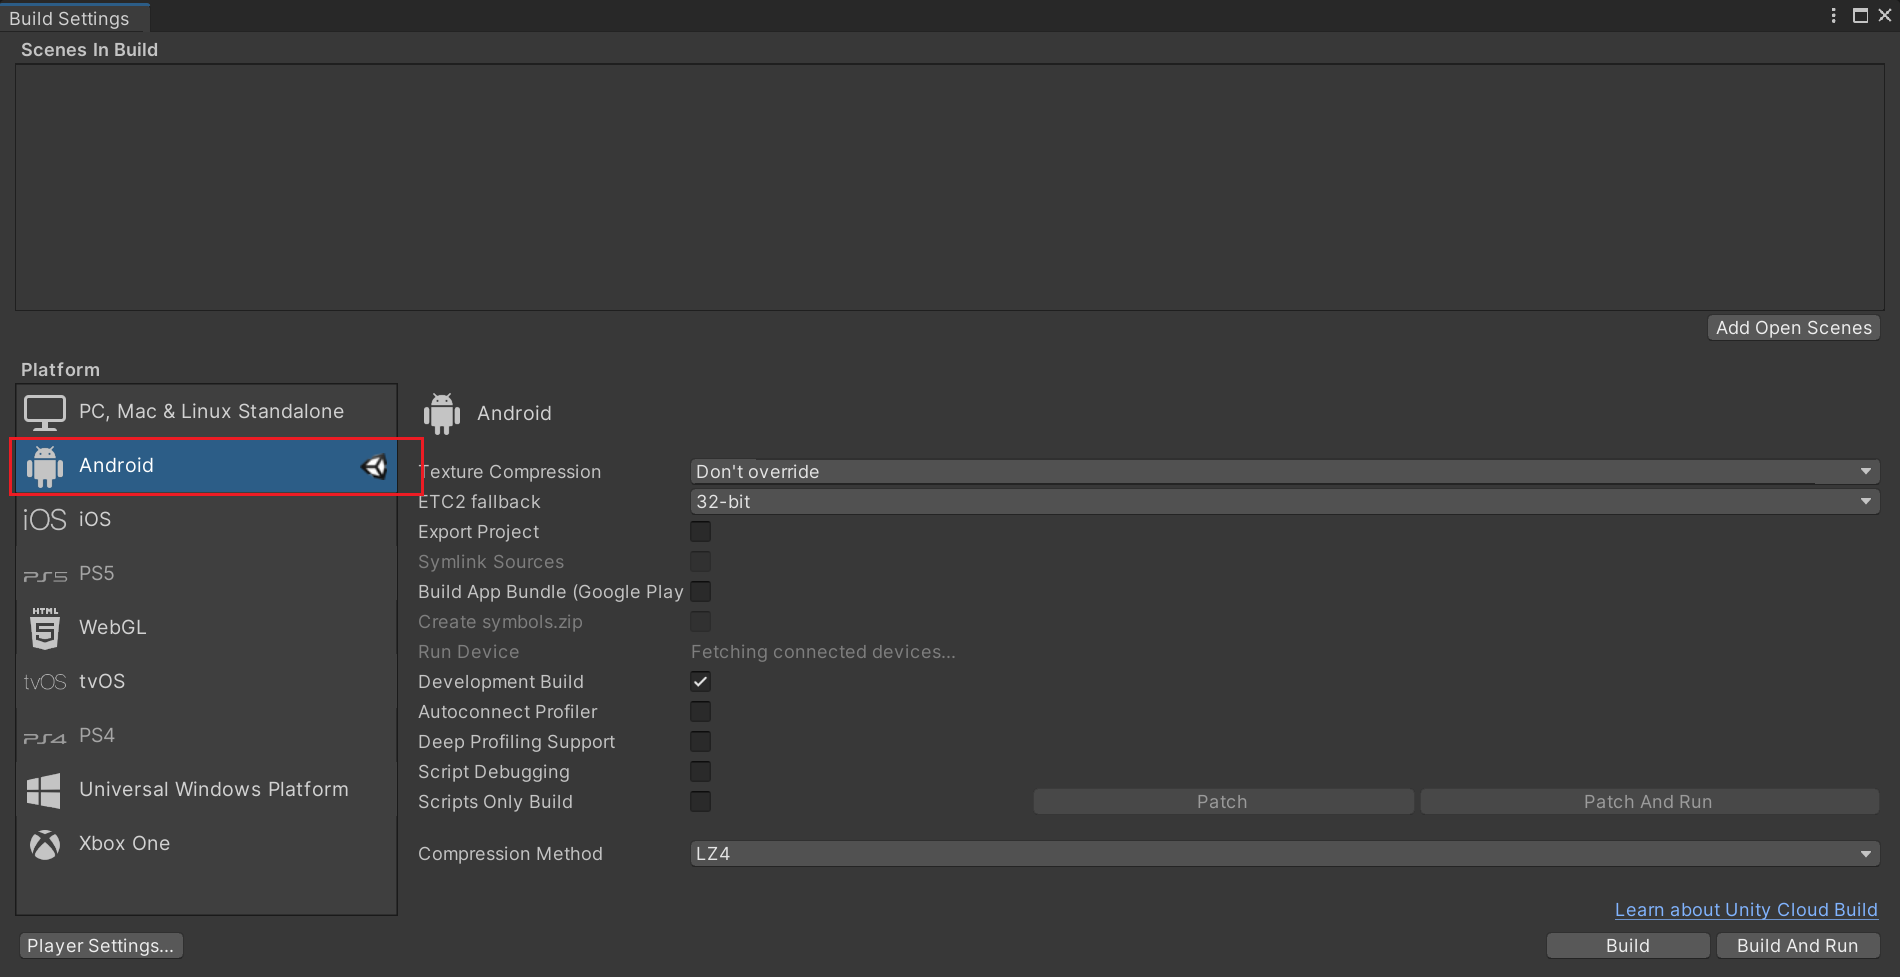 Build Settings
Scenes In Build
Add Open Scenes
Platform
PC, Mac & Linux Standalone
Android
iOS iOS
PS5 PS5
HTML 5 WebGL
tvOS tvOS
PS4 PS4
Universal Windows Platform
Xbox One
Android
Texture Compression Don't override
ETC2 fallback 32-bit
Export Project
Symlink Sources
Build App Bundle (Google Play
Create symbols.zip
Run Device Fetching connected devices...
Development Build
Autoconnect Profiler
Deep Profiling Support
Script Debugging
Scripts Only Build Patch Patch And Run
Compression Method LZ4
Learn about Unity Cloud Build
Player Settings... Build Build And Run